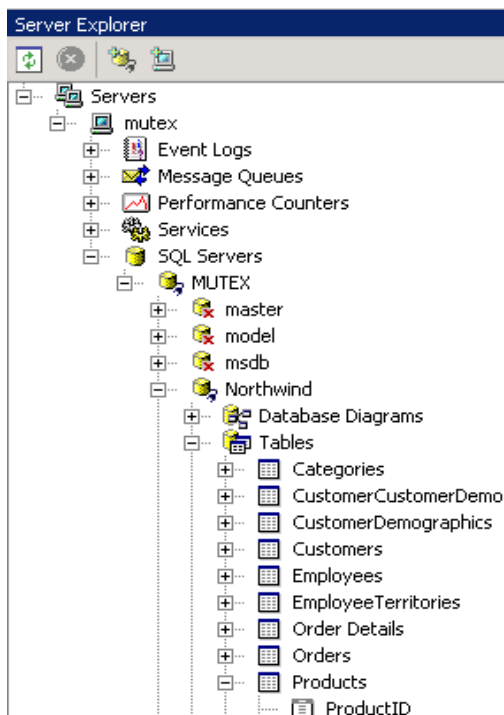 Server Explorer
Servers
mutex
Event Logs
Message Queues
Performance Counters
Services
SQL Servers
MUTEX
master
model
msdb
Northwind
Database Diagrams
Tables
Categories
CustomerCustomerDemo
CustomerDemographics
Customers
Employees
EmployeeTerritories
Order Details
Orders
Products
ProductID